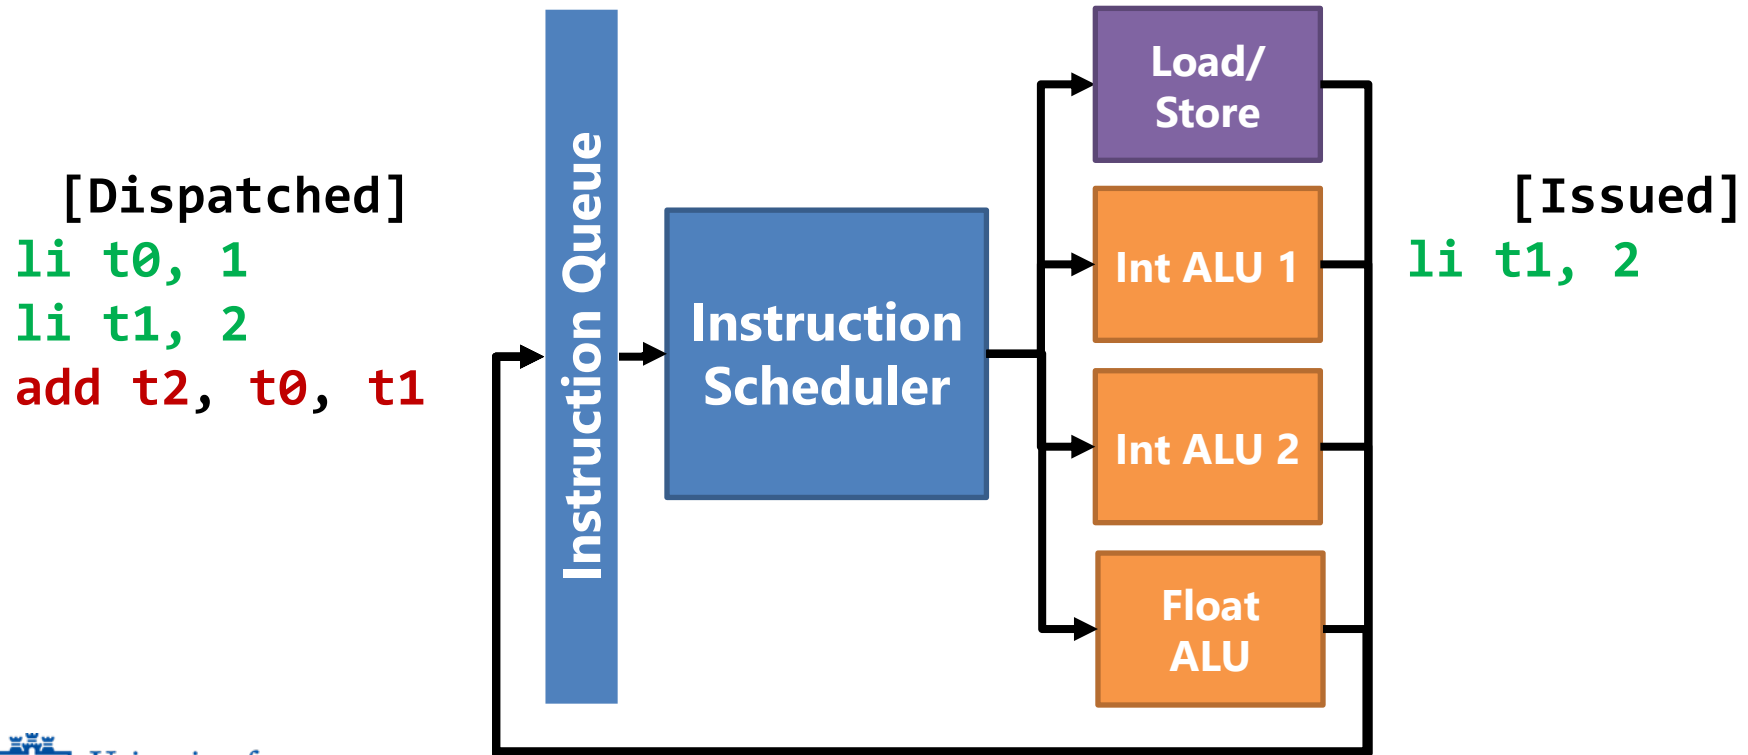 [Dispatched]
li t0, 1
li t1, 2
add t2, t0, t1
Instruction Queue
Instruction
Scheduler
Load/
Store
Int ALU 1
Int ALU 2
Float
ALU
[Issued]
li t1, 2